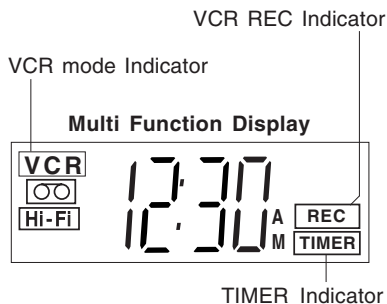 VCR REC Indicator
VCR mode Indicator
Multi Function Display
VCR
12:30
Hi-Fi
A REC
M TIMER
TIMER Indicator